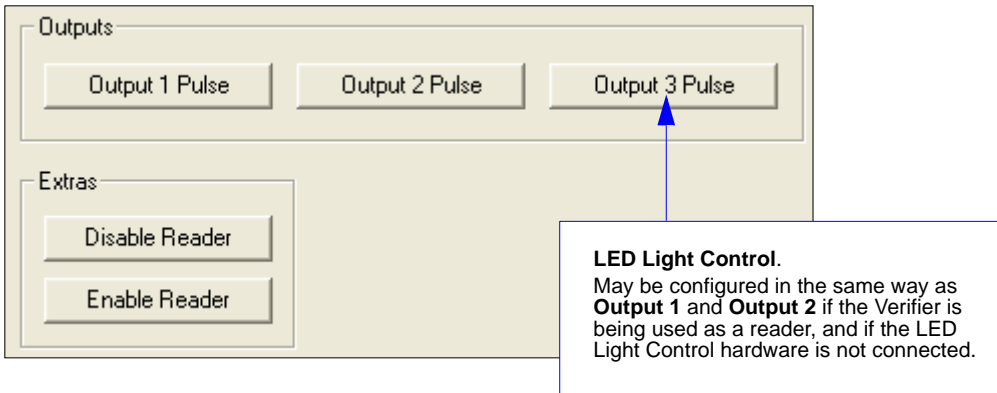 Outputs
Output 1 Pulse
Output 2 Pulse
Output 3 Pulse
Extras
Disable Reader
Enable Reader
LED Light Control.
May be configured in the same way as
Output 1 and Output 2 if the Verifier is
being used as a reader, and if the LED
Light Control hardware is not connected.